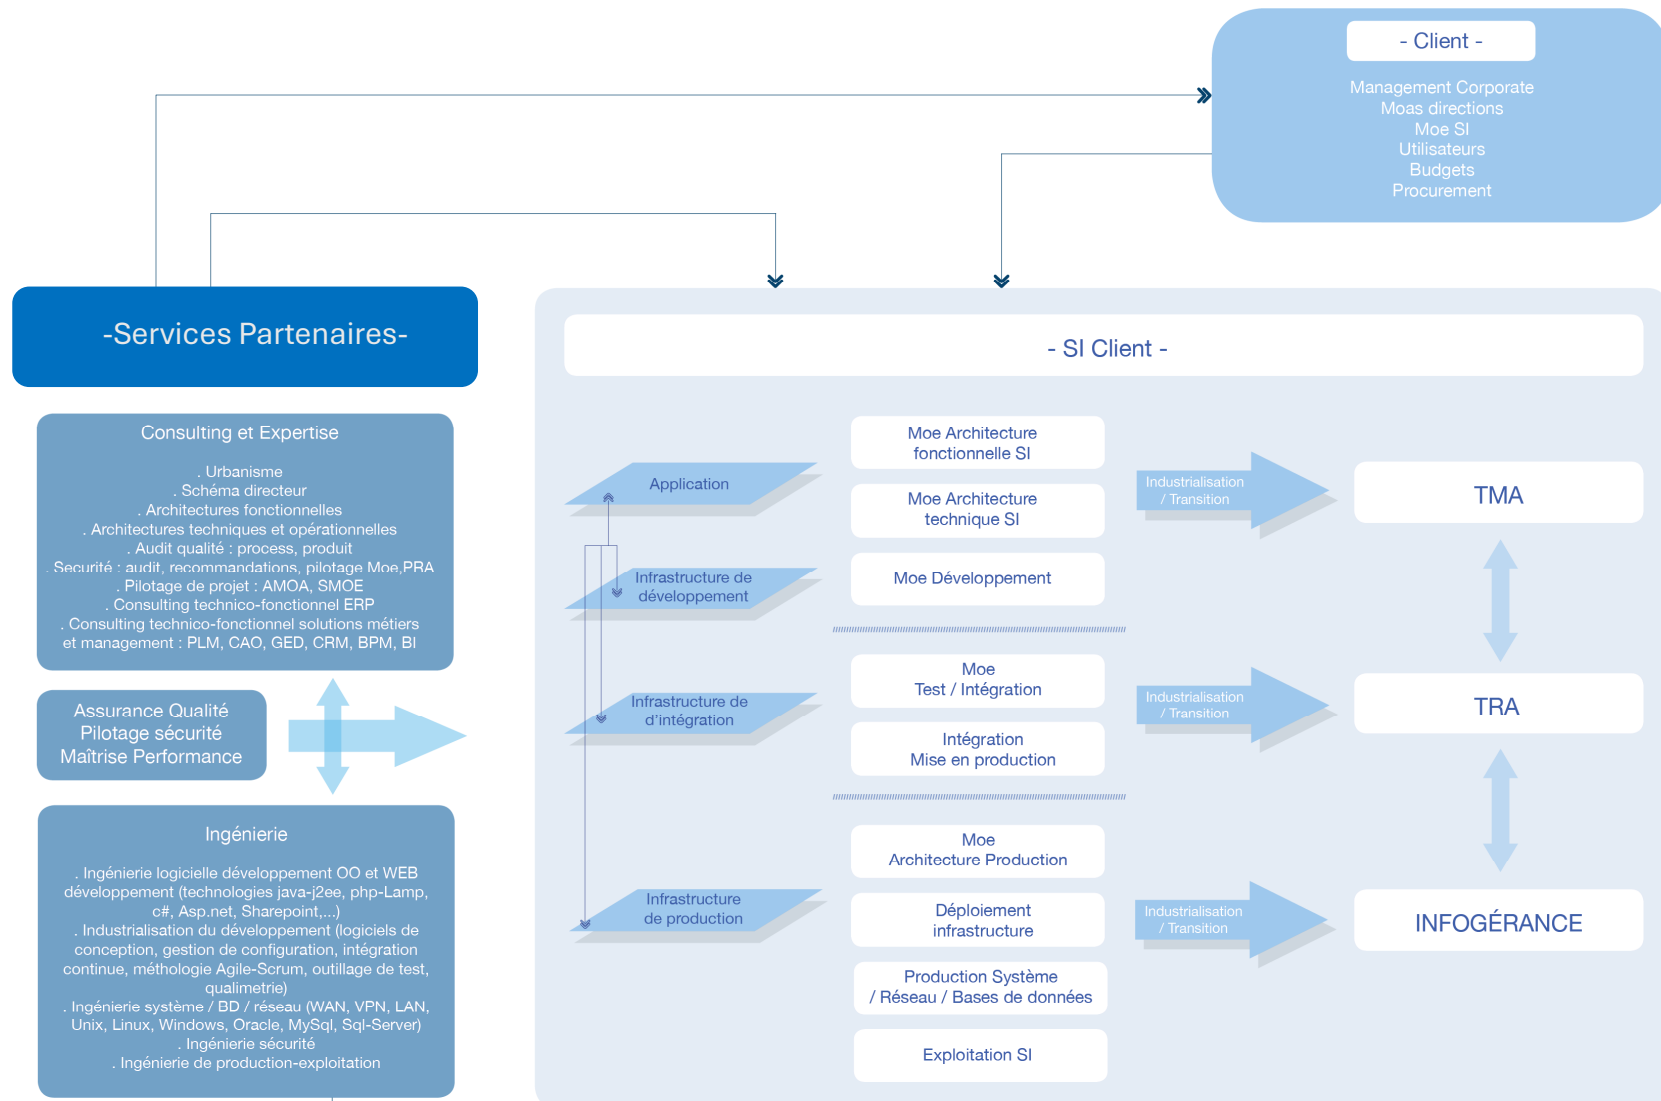 - Client -
Management Corporate
Moas directions
Moe SI
Utilisateurs
Budgets
Procurement
-Services Partenaires-
Consulting et Expertise
. Urbanisme
. Schéma directeur
. Architectures fonctionnelles
. Architectures techniques et opérationnelles
. Audit qualité : process, produit
. Securité : audit, recommandations, pilotage Moe,PRA
. Pilotage de projet : AMOA, SMOE
. Consulting technico-fonctionnel ERP
. Consulting technico-fonctionnel solutions métiers
et management : PLM, CAO, GED, CRM, BPM, BI
Assurance Qualité
Pilotage sécurité
Maîtrise Performance
Ingénierie
. Ingénierie logicielle développement OO et WEB
développement (technologies java-j2ee, php-Lamp,
c#, Asp.net, Sharepoint,...)
. Industrialisation du développement (logiciels de
conception, gestion de configuration, intégration
continue, méthologie Agile-Scrum, outillage de test,
qualimetrie)
. Ingénierie système / BD / réseau (WAN, VPN, LAN,
Unix, Linux, Windows, Oracle, MySql, Sql-Server)
. Ingénierie sécurité
. Ingénierie de production-exploitation
- SI Client -
Application
Infrastructure de
développement
Infrastructure de
d'intégration
Infrastructure
de production
Moe Architecture
fonctionnelle SI
Moe Architecture
technique SI
Moe Développement
Moe
Test / Intégration
Intégration
Mise en production
Moe
Architecture Production
Déploiement
infrastructure
Production Système
/ Réseau / Bases de données
Exploitation SI
Industrialisation
/ Transition
Industrialisation
/ Transition
Industrialisation
/ Transition
TMA
TRA
INFOGÉRANCE